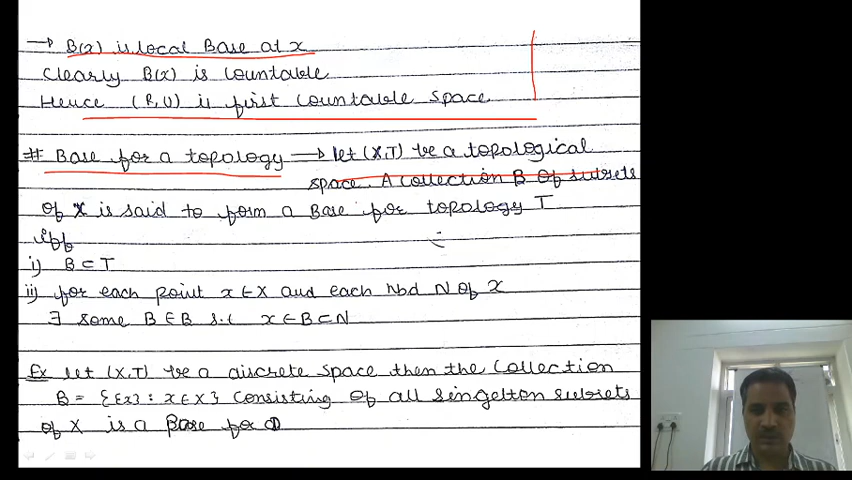 → B(x) is local Base at x
Clearly B(x) is countable
Hence (R,U) is first countable space
# Base for a topology → let (X,T) be a topological
space. A collection B of subsets
of X is said to form a Base for topology T
iff
i) B⊂T
ii) for each point x∈X and each Nbd N of x
∃ some B∈B s.t x∈B⊂N
Ex let (X,T) be a discrete space then the collection
B = {{x}: x∈X} consisting of all singelton subsets
of X is a Base for